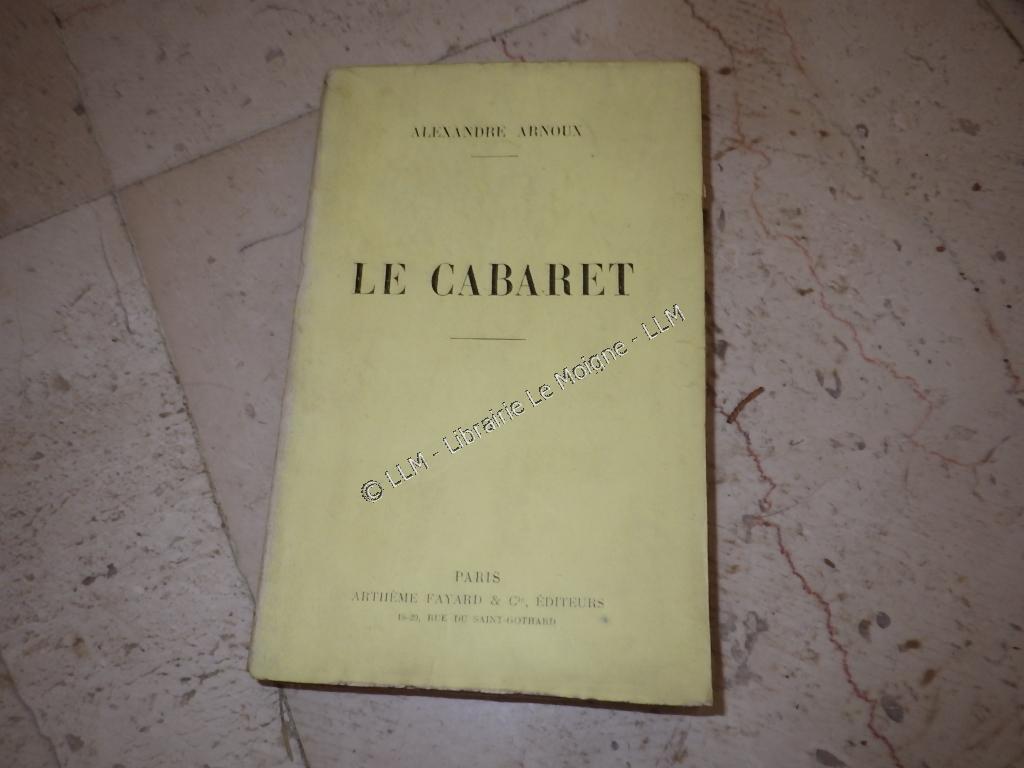 ALEXANDRE ARNOUX
LE CABARET
© LLM - Librairie Le Moigne - LLM
PARIS
ARTHÈME FAYARD & Cie, ÉDITEURS
18-20, RUE DU SAINT-GOTHARD